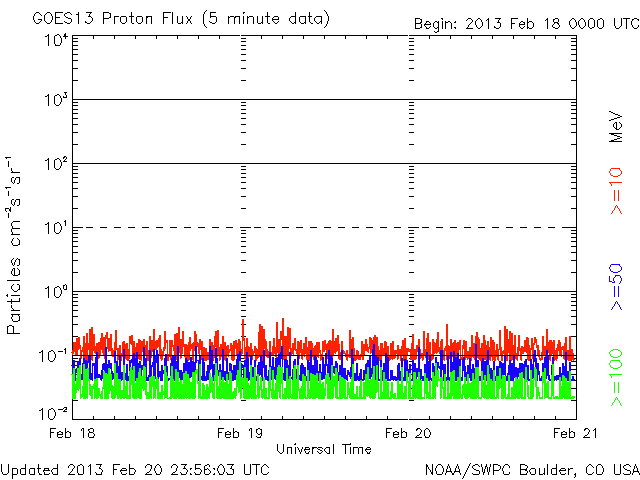 GOES13 Proton Flux (5 minute data)
Begin: 2013 Feb 18 0000 UTC
Particles cm⁻²s⁻¹sr⁻¹
10⁴
10³
10²
10¹
10⁰
10⁻¹
10⁻²
Feb 18
Feb 19
Feb 20
Feb 21
Universal Time
MeV
>=10
>=50
>=100
Updated 2013 Feb 20 23:56:03 UTC
NOAA/SWPC Boulder, CO USA